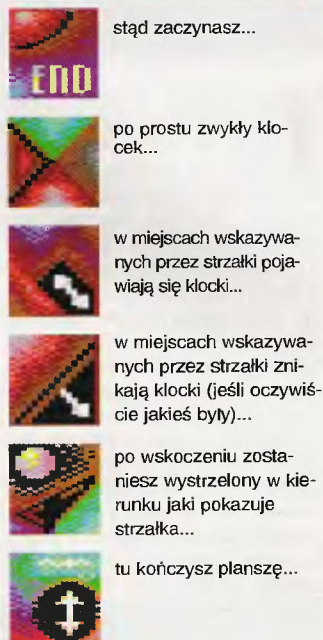 stąd zaczynasz...
END
po prostu zwykły klo-
cek...
w miejscach wskazywa-
nych przez strzałki poja-
wiają się klocki...
w miejscach wskazywa-
nych przez strzałki zni-
kają klocki (jeśli oczywiś-
cie jakieś były)...
po wskoczeniu zosta-
niesz wystrzelony w kie-
runku jaki pokazuje
strzałka...
tu kończysz planszę...